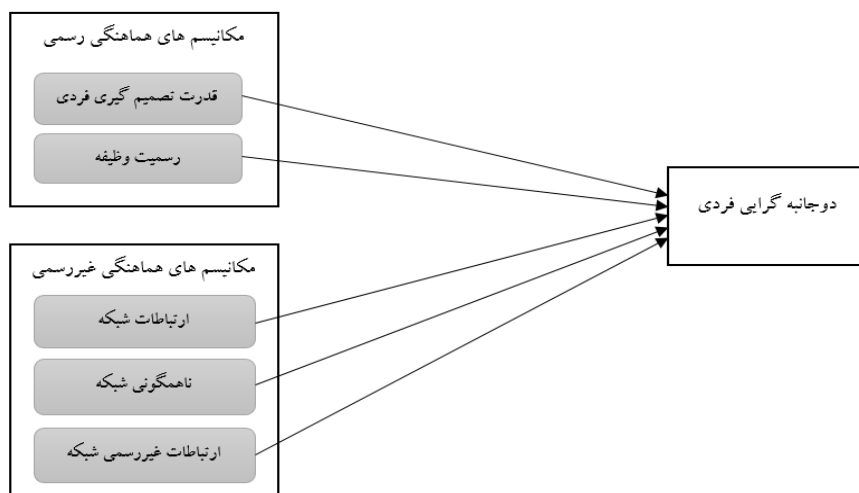 مکانیسم های هماهنگی رسمی
قدرت تصمیم گیری فردی
رسمیت وظیفه
دوجانبه گرایی فردی
مکانیسم های هماهنگی غیررسمی
ارتباطات شبکه
ناهمگونی شبکه
ارتباطات غیررسمی شبکه